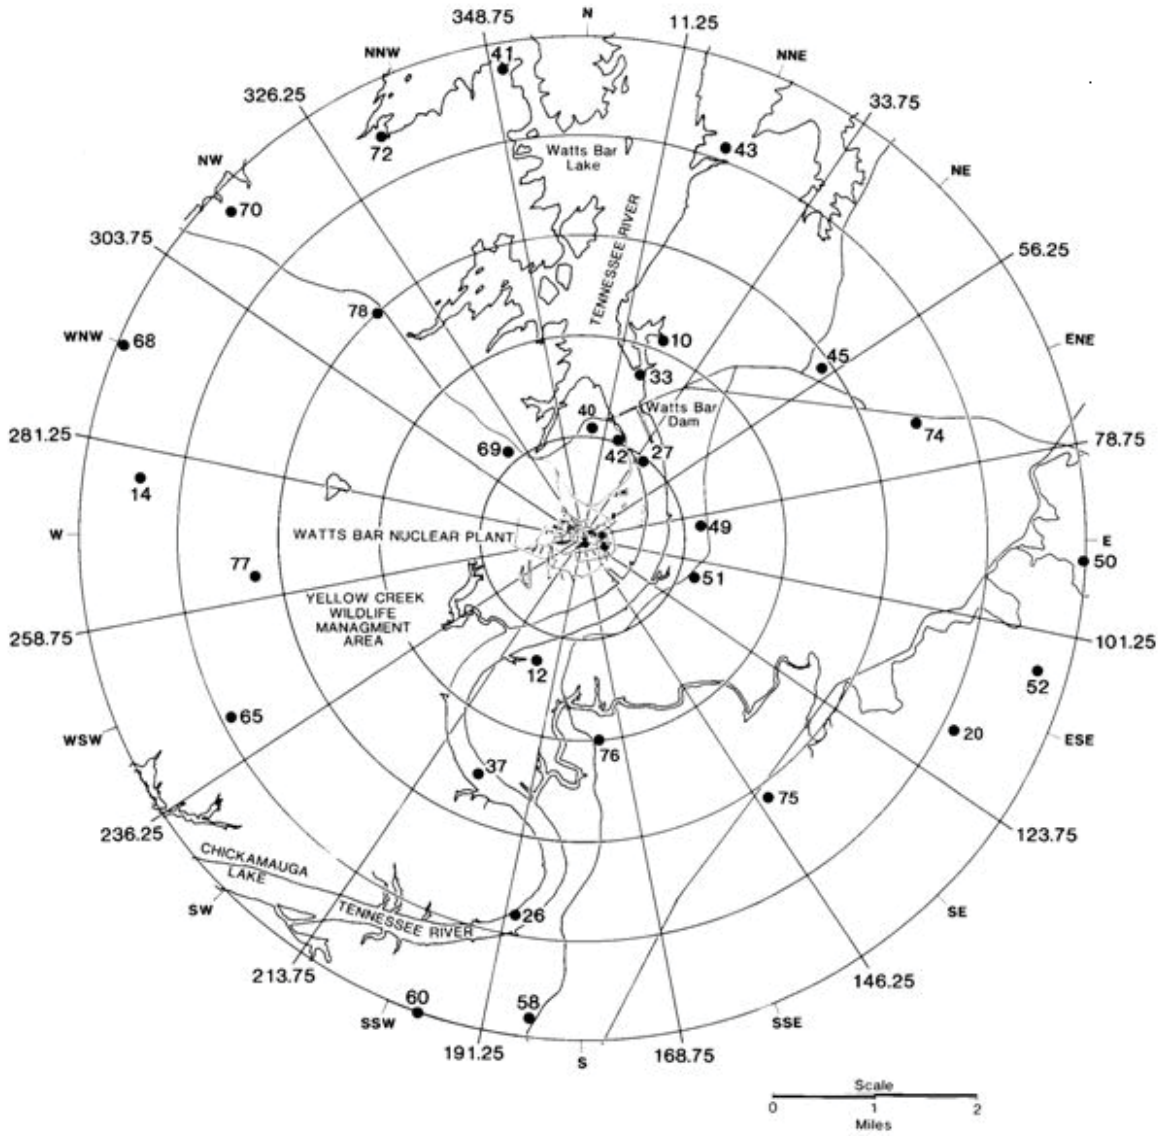 N
348.75
11.25
NNW
41
NNE
326.25
33.75
72
Watts Bar
Lake
43
NW
NE
70
TENNESSEE RIVER
303.75
56.25
78
WNW
68
10
ENE
45
33
40
Watts Bar
Dam
281.25
74
78.75
69
42
27
14
49
W
WATTS BAR NUCLEAR PLANT
E
50
77
51
YELLOW CREEK
WILDLIFE
MANAGMENT
AREA
258.75
101.25
12
52
65
WSW
20
ESE
76
37
75
236.25
123.75
CHICKAMAUGA
LAKE
SW
TENNESSEE RIVER
26
SE
213.75
146.25
60
58
SSW
SSE
191.25
S
168.75
Scale
0 1 2
Miles